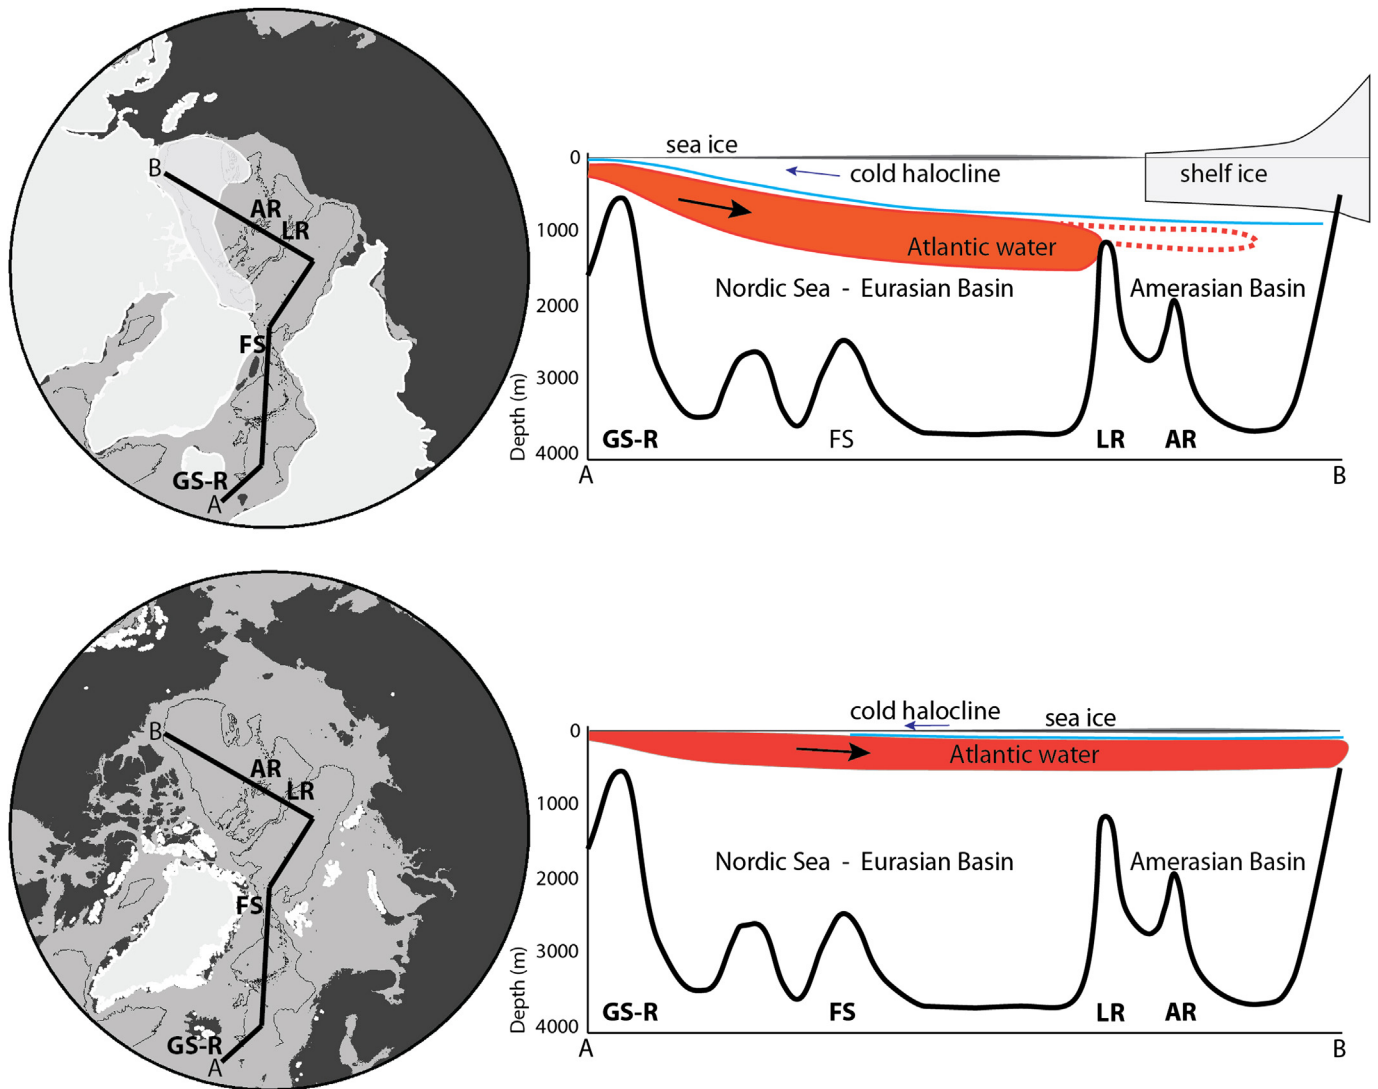 B
AR
LR
FS
GS-R
A
sea ice
cold halocline
shelf ice
Atlantic water
Nordic Sea - Eurasian Basin
Amerasian Basin
0
1000
2000
3000
4000
Depth (m)
GS-R
FS
LR
AR
A
B
B
AR
LR
FS
GS-R
A
cold halocline
sea ice
Atlantic water
Nordic Sea - Eurasian Basin
Amerasian Basin
0
1000
2000
3000
4000
Depth (m)
GS-R
FS
LR
AR
A
B